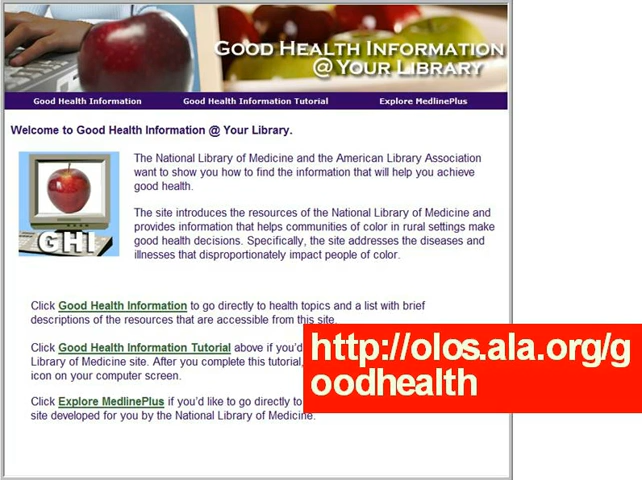 GOOD HEALTH INFORMATION
@ YOUR LIBRARY
Good Health Information Good Health Information Tutorial Explore MedlinePlus
Welcome to Good Health Information @ Your Library.
GHI
The National Library of Medicine and the American Library Association
want to show you how to find the information that will help you achieve
good health.
The site introduces the resources of the National Library of Medicine and
provides information that helps communities of color in rural settings make
good health decisions. Specifically, the site addresses the diseases and
illnesses that disproportionately impact people of color.
Click Good Health Information to go directly to health topics and a list with brief
descriptions of the resources that are accessible from this site.
Click Good Health Information Tutorial above if you'd
Library of Medicine site. After you complete this tutorial,
icon on your computer screen.
Click Explore MedlinePlus if you'd like to go directly to
site developed for you by the National Library of Medicine.
http://olos.ala.org/g
oodhealth